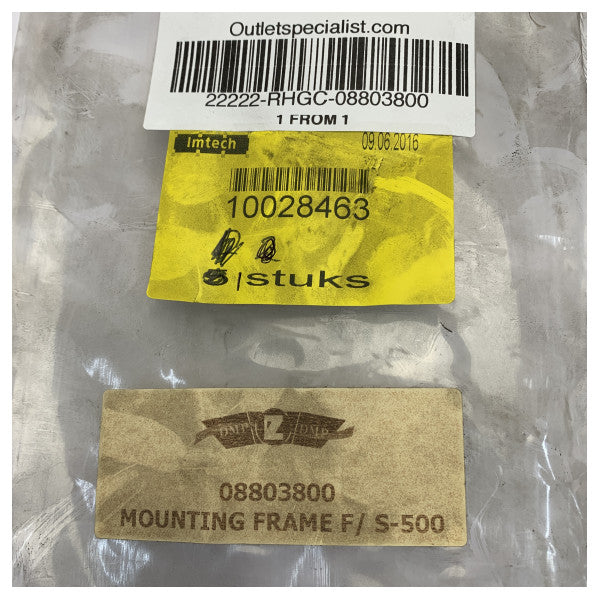 Outletspecialist.com
22222-RHGC-08803800
1 FROM 1
Imtech
09.06.2016
10028463
stuks
Z
08803800
MOUNTING FRAME F/ S-500